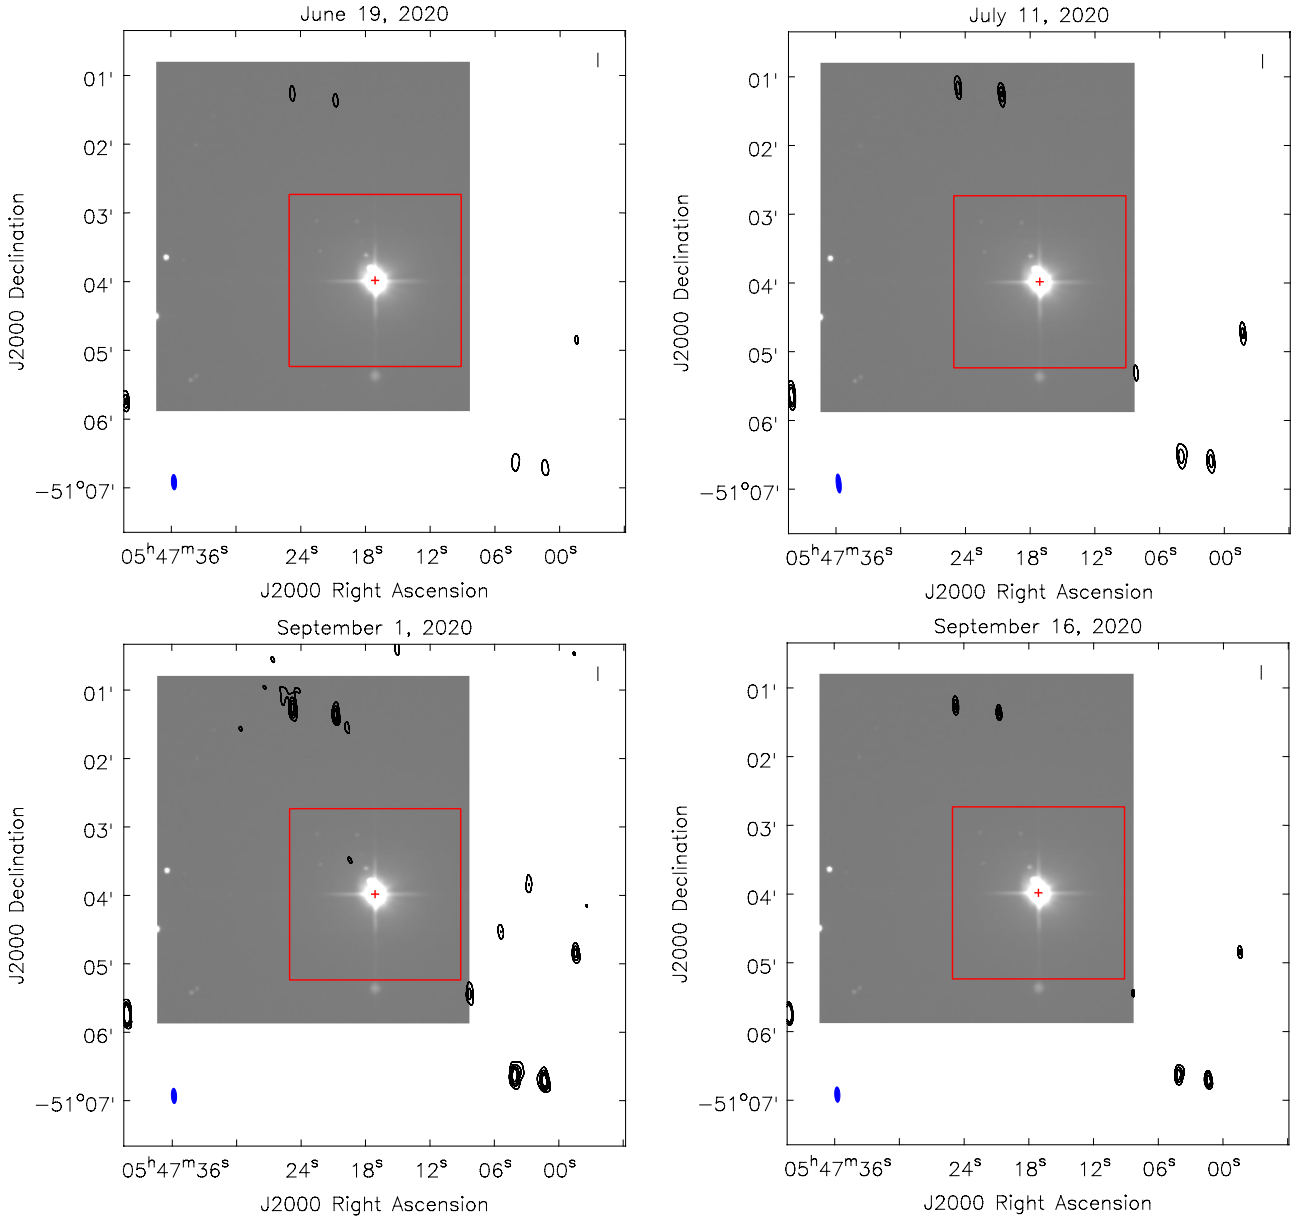 June 19, 2020
I
01'
02'
03'
04'
05'
06'
−51°07'
J2000 Declination
05ʰ47ᵐ36ˢ 24ˢ 18ˢ 12ˢ 06ˢ 00ˢ
J2000 Right Ascension
July 11, 2020
I
01'
02'
03'
04'
05'
06'
−51°07'
J2000 Declination
05ʰ47ᵐ36ˢ 24ˢ 18ˢ 12ˢ 06ˢ 00ˢ
J2000 Right Ascension
September 1, 2020
I
01'
02'
03'
04'
05'
06'
−51°07'
J2000 Declination
05ʰ47ᵐ36ˢ 24ˢ 18ˢ 12ˢ 06ˢ 00ˢ
J2000 Right Ascension
September 16, 2020
I
01'
02'
03'
04'
05'
06'
−51°07'
J2000 Declination
05ʰ47ᵐ36ˢ 24ˢ 18ˢ 12ˢ 06ˢ 00ˢ
J2000 Right Ascension